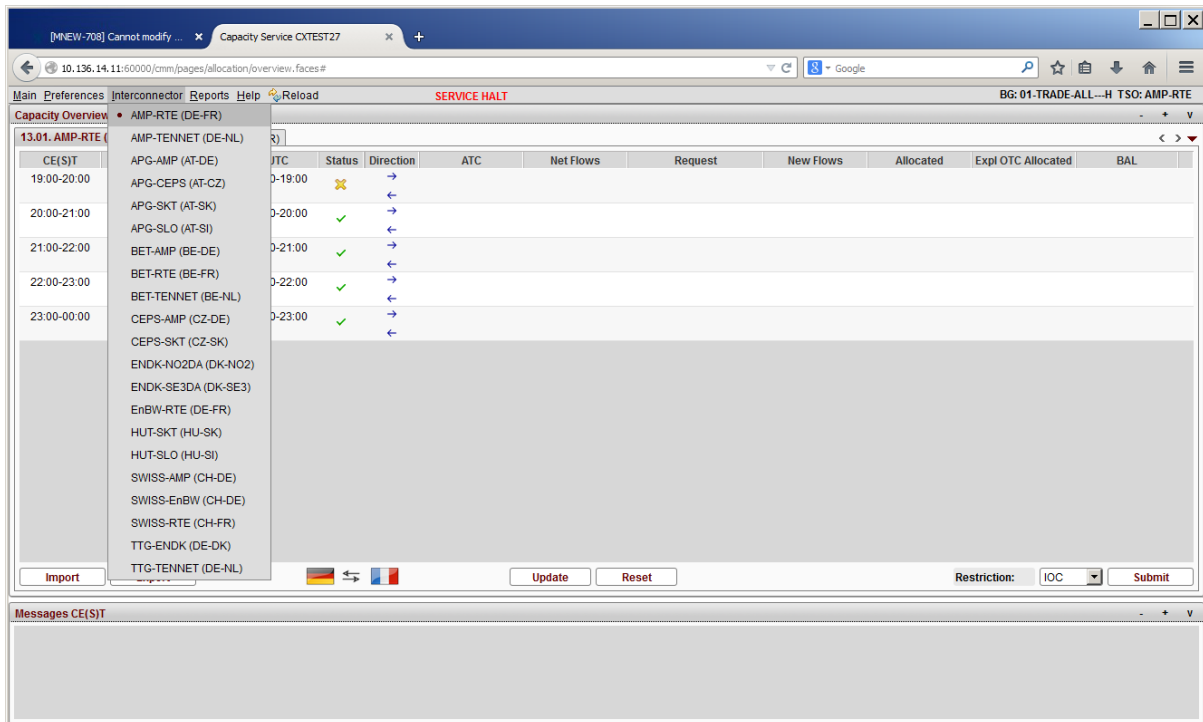 [MNEW-708] Cannot modify ... Capacity Service CXTEST27
10.136.14.11:60000/cmm/pages/allocation/overview.faces# 8 Google
Main Preferences Interconnector Reports Help Reload SERVICE HALT BG: 01-TRADE-ALL---H TSO: AMP-RTE
Capacity Overview - + v
13.01. AMP-RTE ( R)
CE(S)T UTC Status Direction ATC Net Flows Request New Flows Allocated Expl OTC Allocated BAL
19:00-20:00 0-19:00
20:00-21:00 0-20:00
21:00-22:00 0-21:00
22:00-23:00 0-22:00
23:00-00:00 0-23:00
AMP-RTE (DE-FR)
AMP-TENNET (DE-NL)
APG-AMP (AT-DE)
APG-CEPS (AT-CZ)
APG-SKT (AT-SK)
APG-SLO (AT-SI)
BET-AMP (BE-DE)
BET-RTE (BE-FR)
BET-TENNET (BE-NL)
CEPS-AMP (CZ-DE)
CEPS-SKT (CZ-SK)
ENDK-NO2DA (DK-NO2)
ENDK-SE3DA (DK-SE3)
EnBW-RTE (DE-FR)
HUT-SKT (HU-SK)
HUT-SLO (HU-SI)
SWISS-AMP (CH-DE)
SWISS-EnBW (CH-DE)
SWISS-RTE (CH-FR)
TTG-ENDK (DE-DK)
TTG-TENNET (DE-NL)
Import Update Reset Restriction: IOC Submit
Messages CE(S)T - + v